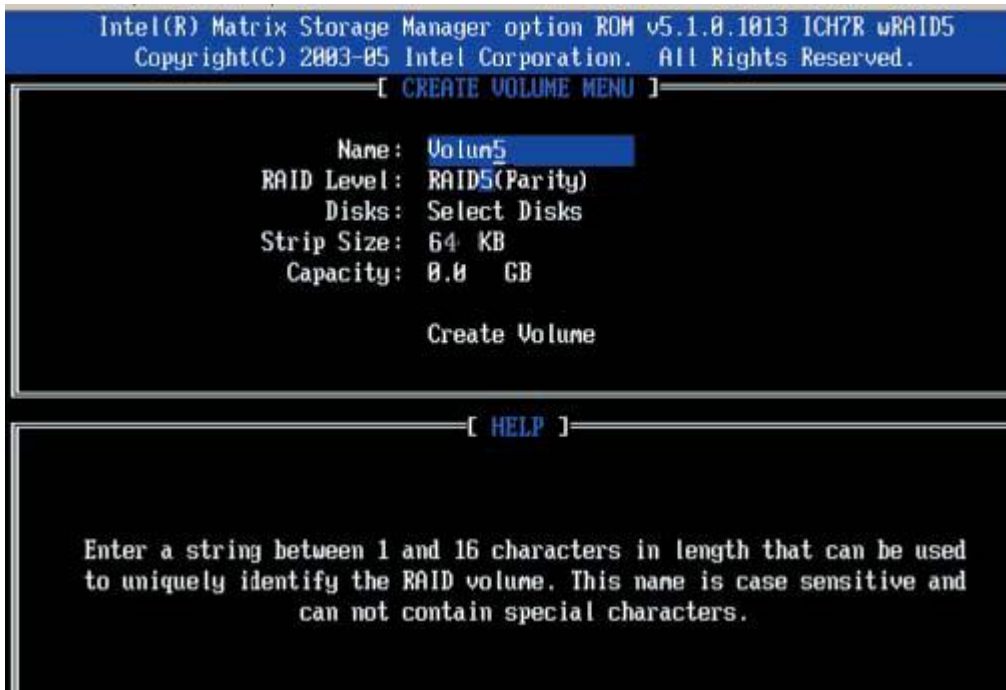 Intel(R) Matrix Storage Manager option ROM v5.1.0.1013 ICH7R wRAID5
Copyright(C) 2003-05 Intel Corporation.  All Rights Reserved.
[ CREATE VOLUME MENU ]
Name: Volum5
RAID Level: RAID5(Parity)
Disks: Select Disks
Strip Size: 64 KB
Capacity: 0.0 GB
Create Volume
[ HELP ]
Enter a string between 1 and 16 characters in length that can be used
to uniquely identify the RAID volume. This name is case sensitive and
can not contain special characters.